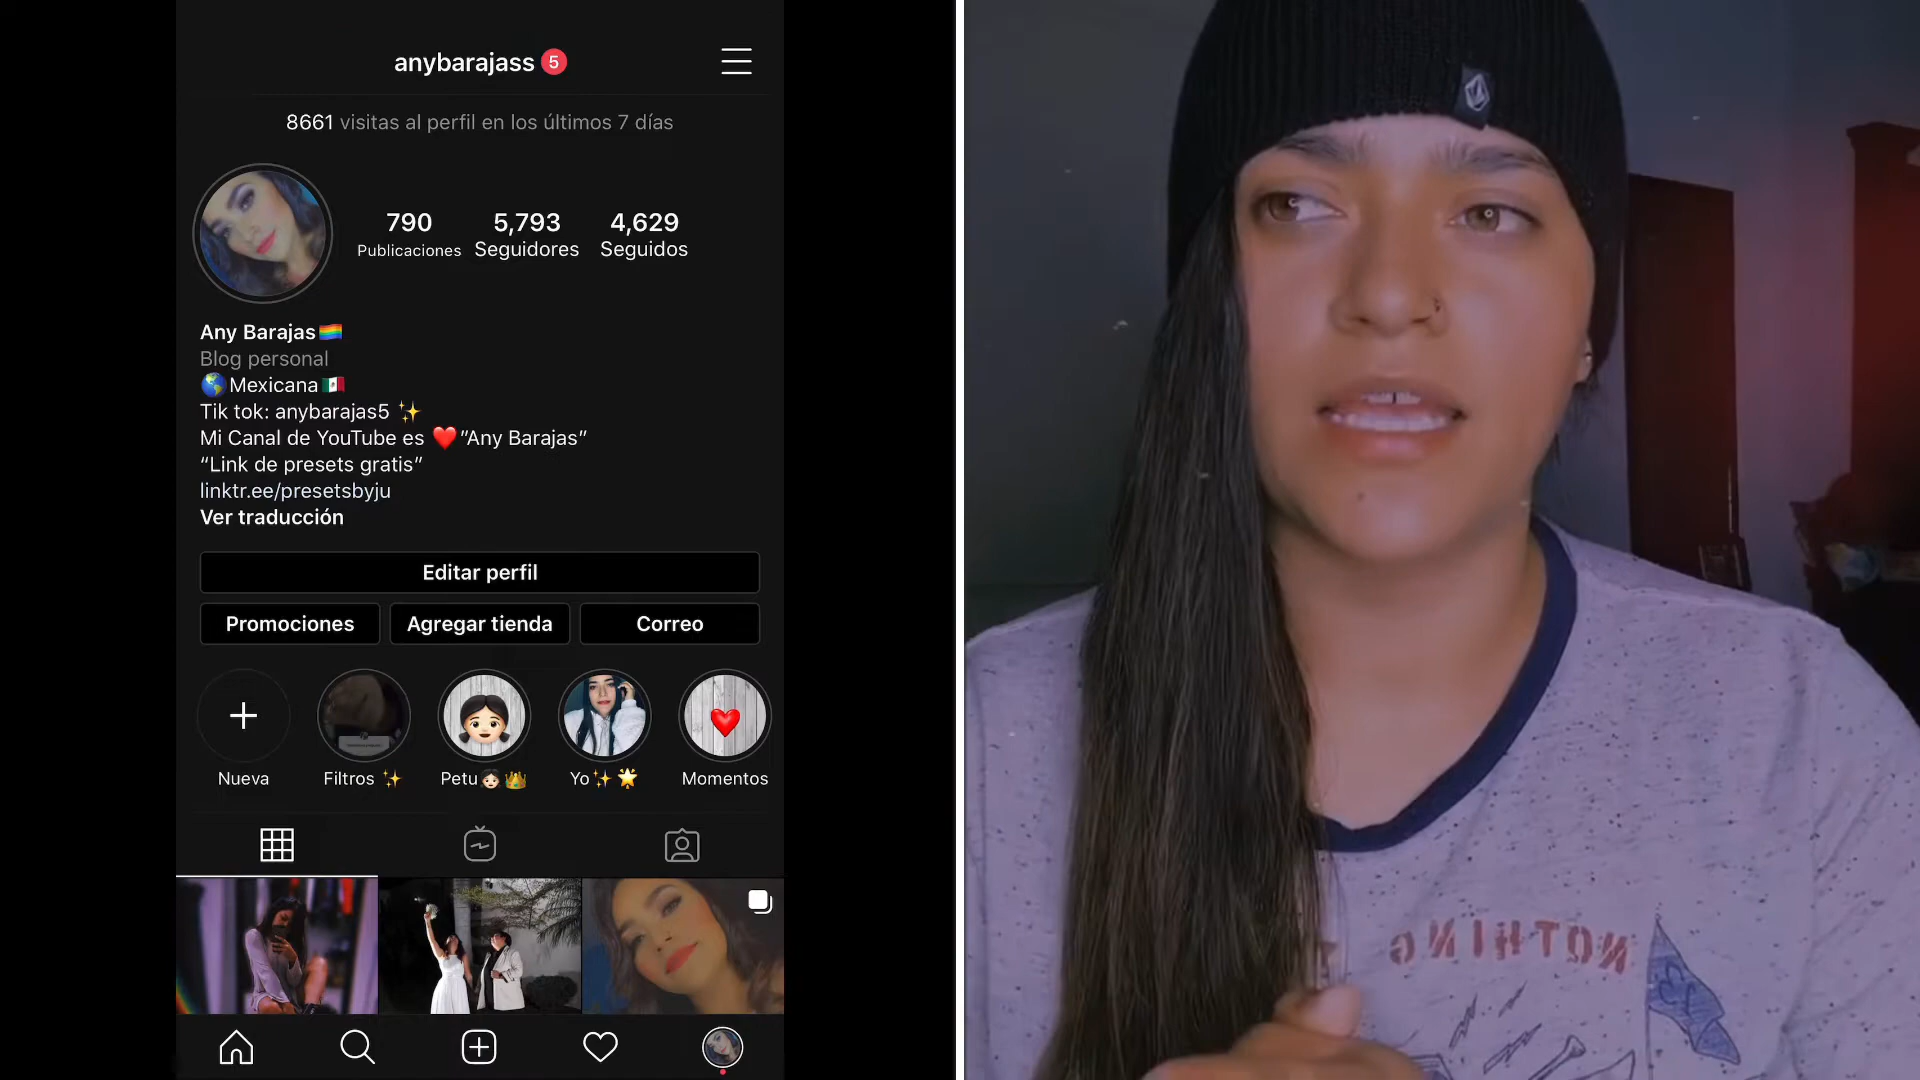 anybarajass 5
8661 visitas al perfil en los últimos 7 días
790 5,793 4,629
Publicaciones Seguidores Seguidos
Any Barajas🏳️‍🌈
Blog personal
🌎Mexicana🇲🇽
Tik tok: anybarajas5 ✨
Mi Canal de YouTube es ❤️"Any Barajas"
“Link de presets gratis”
linktr.ee/presetsbyju
Ver traducción
Editar perfil
Promociones Agregar tienda Correo
Nueva Filtros ✨ Petu👧🏻👑 Yo✨🌟 Momentos
NOTHING